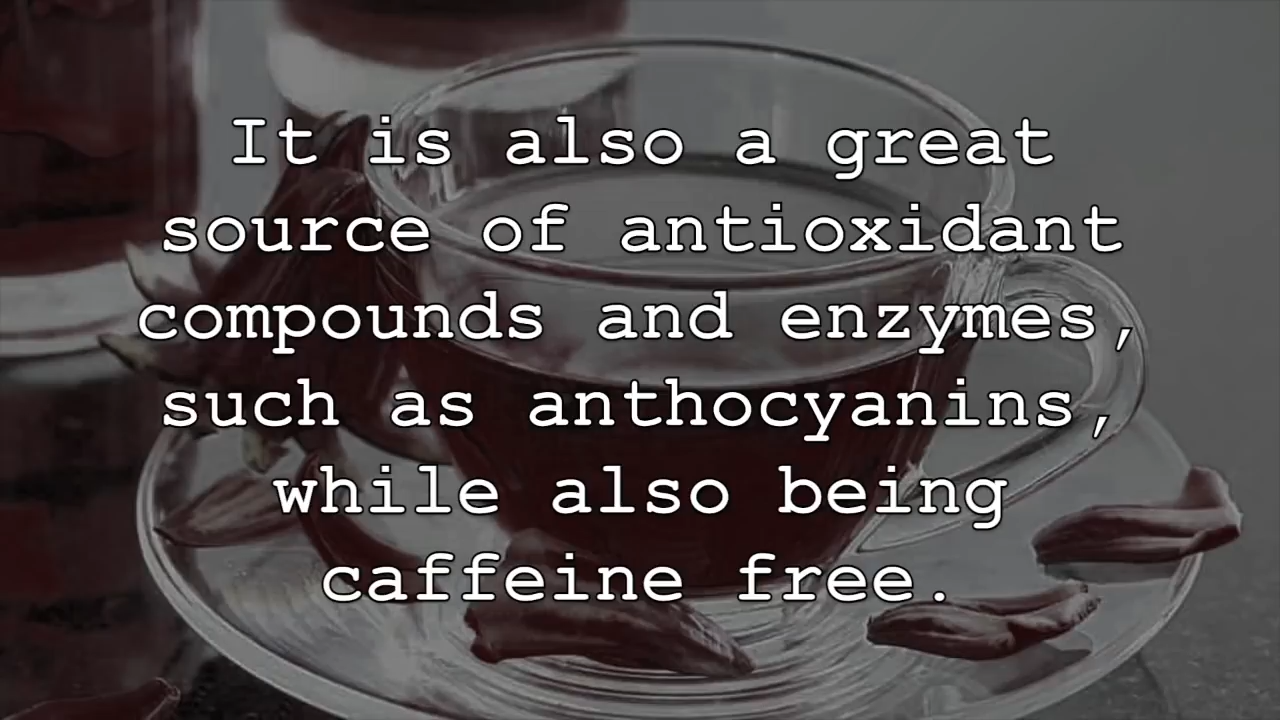 It is also a great
source of antioxidant
compounds and enzymes,
such as anthocyanins,
while also being
caffeine free.